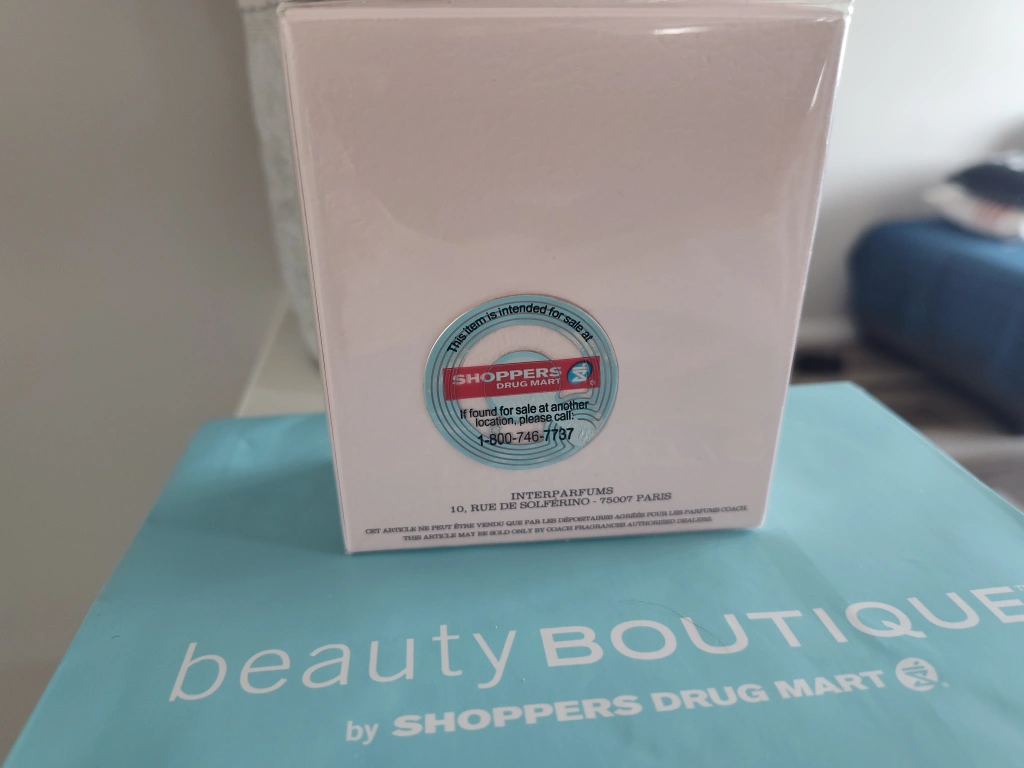 This item is intended for sale at
SHOPPERS
DRUG MART
If found for sale at another
location, please call:
1-800-746-7737
INTERPARFUMS
10, RUE DE SOLFÉRINO - 75007 PARIS
CET ARTICLE NE PEUT ÊTRE VENDU QUE PAR LES DÉPOSITAIRES AGRÉÉS POUR LES PARFUMS COACH.
THIS ARTICLE MAY BE SOLD ONLY BY COACH FRAGRANCES AUTHORISED DEALERS.
beauty BOUTIQUE™
by SHOPPERS DRUG MART